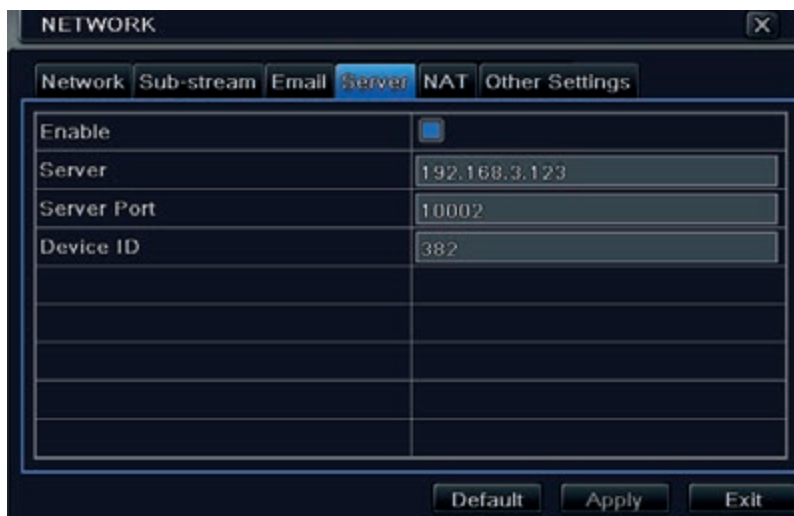 NETWORK X
Network Sub-stream Email Server NAT Other Settings
Enable
Server 192.168.3.123
Server Port 10002
Device ID 382
Default Apply Exit